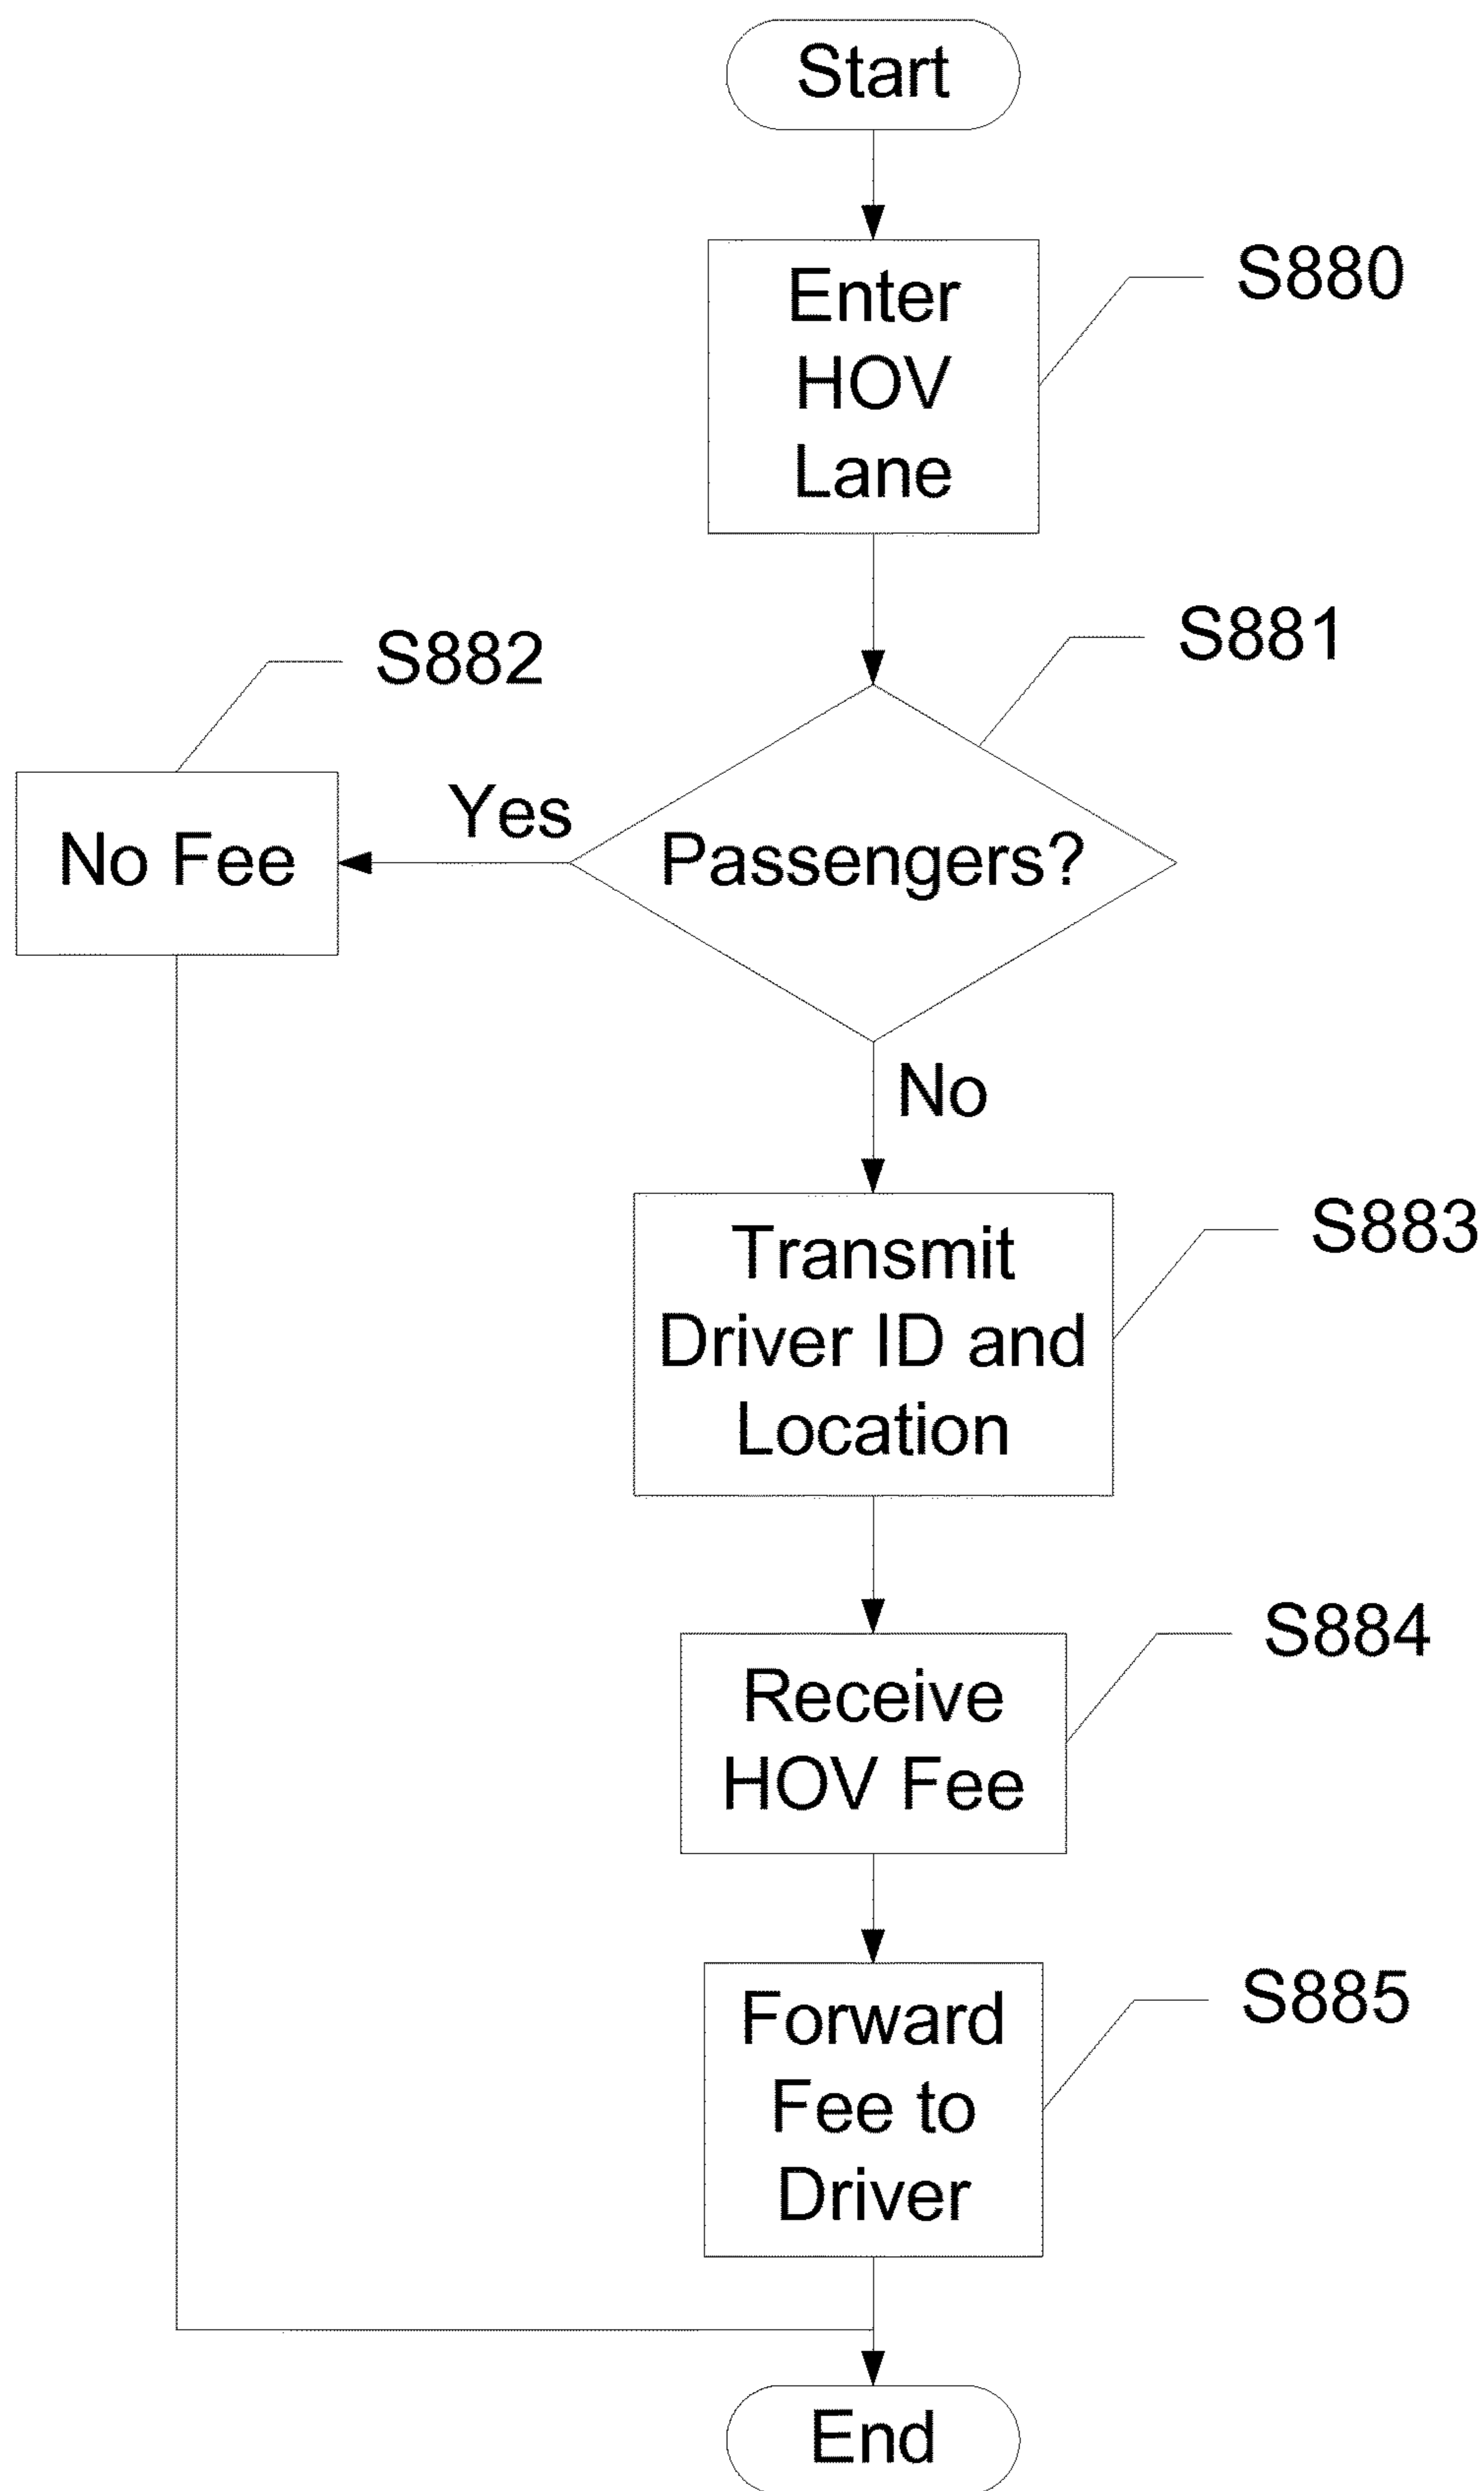 Start
Enter
HOV
Lane
S880
S881
S882
Yes
No Fee
Passengers?
No
Transmit
Driver ID and
Location
S883
Receive
HOV Fee
S884
Forward
Fee to
Driver
S885
End